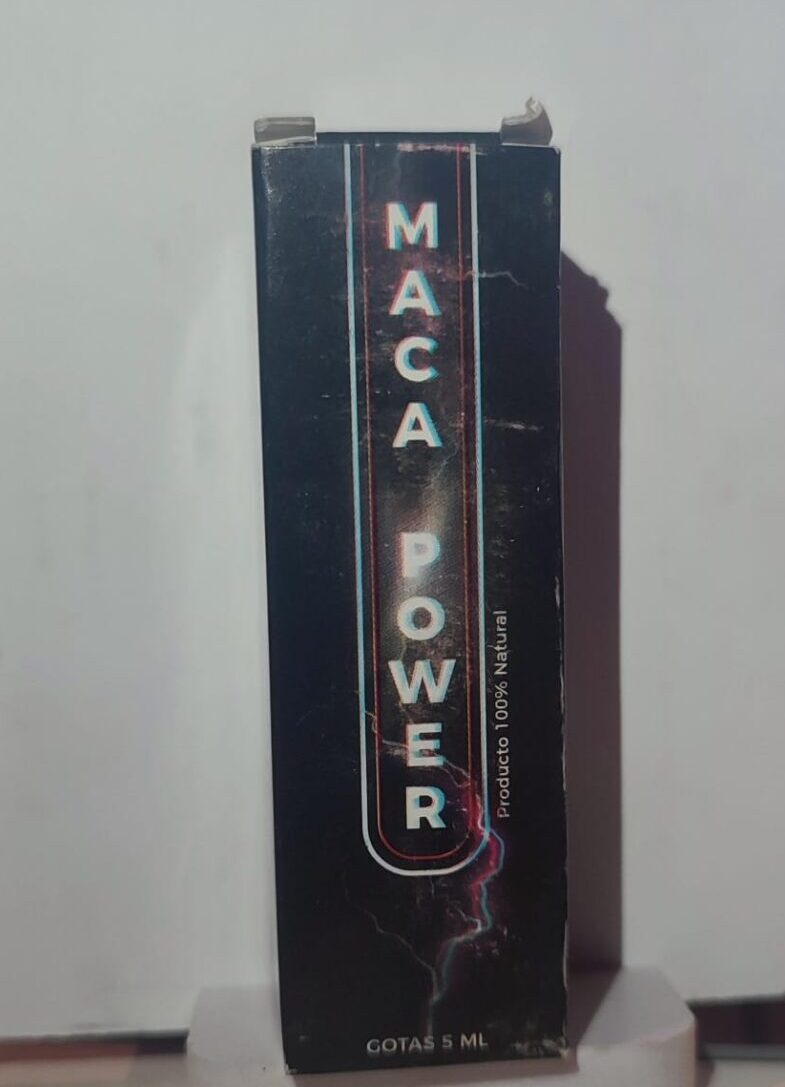 MACA
POWER
Producto 100% Natural
GOTAS 5 ML